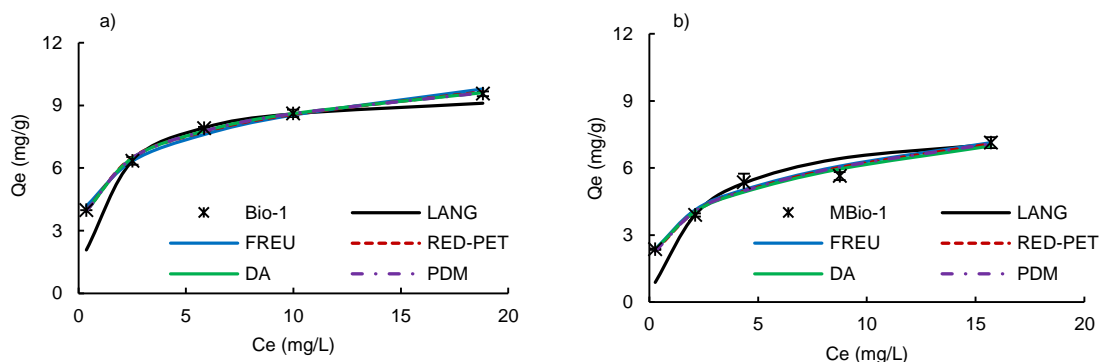 a)
12
9
6
3
0
Qe (mg/g)
Bio-1 LANG
FREU RED-PET
DA PDM
0 5 10 15 20
Ce (mg/L)
b)
12
9
6
3
0
Qe (mg/g)
MBio-1 LANG
FREU RED-PET
DA PDM
0 5 10 15 20
Ce (mg/L)